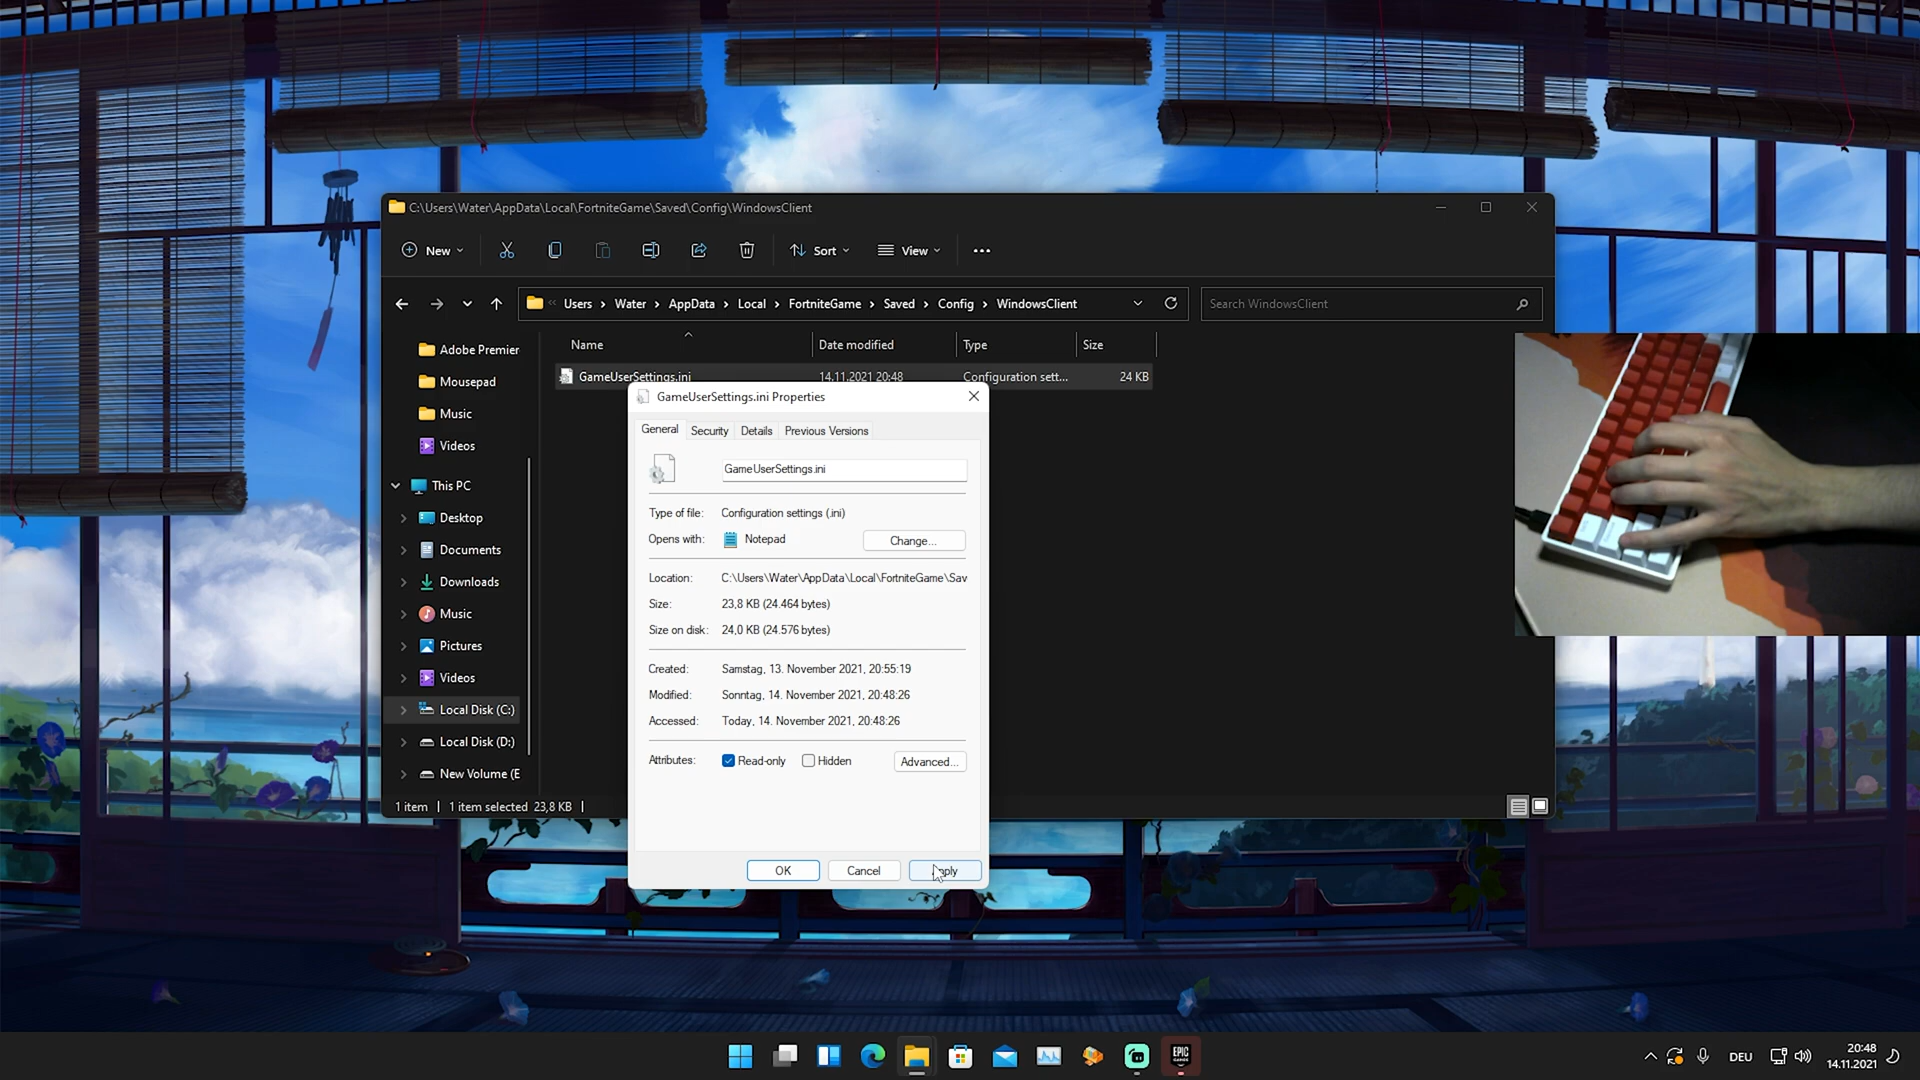 C:\Users\Water\AppData\Local\FortniteGame\Saved\Config\WindowsClient
New
Sort
View
Users > Water > AppData > Local > FortniteGame > Saved > Config > WindowsClient
Search WindowsClient
Name
Date modified
Type
Size
GameUserSettings.ini
14.11.2021 20:48
Configuration sett...
24 KB
Adobe Premier
Mousepad
Music
Videos
This PC
Desktop
Documents
Downloads
Music
Pictures
Videos
Local Disk (C:)
Local Disk (D:)
New Volume (E
1 item
1 item selected 23,8 KB
GameUserSettings.ini Properties
General
Security
Details
Previous Versions
GameUserSettings.ini
Type of file: Configuration settings (.ini)
Opens with: Notepad
Change...
Location: C:\Users\Water\AppData\Local\FortniteGame\Sav
Size: 23,8 KB (24.464 bytes)
Size on disk: 24,0 KB (24.576 bytes)
Created: Samstag, 13. November 2021, 20:55:19
Modified: Sonntag, 14. November 2021, 20:48:26
Accessed: Today, 14. November 2021, 20:48:26
Attributes: Read-only Hidden
Advanced...
OK
Cancel
Apply
EPIC
DEU
20:48
14.11.2021